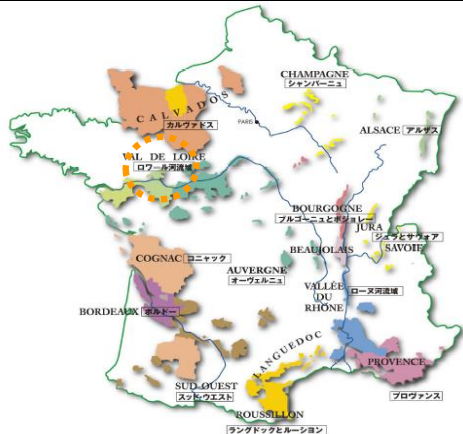 CHAMPAGNE
シャンパーニュ
CALVADOS
カルヴァドス
PARIS
ALSACE アルザス
VAL DE LOIRE
ロワール河流域
BOURGOGNE
ブルゴーニュとボジョレー
JURA
ジュラとサヴォア
SAVOIE
BEAUJOLAIS
COGNAC コニャック
AUVERGNE
オーヴェルニュ
VALLÉE
DU
RHÔNE
ローヌ河流域
BORDEAUX ボルドー
LANGUEDOC
PROVENCE
プロヴァンス
SUD-OUEST
スッド・ウエスト
ROUSSILLON
ラングドックとルーション